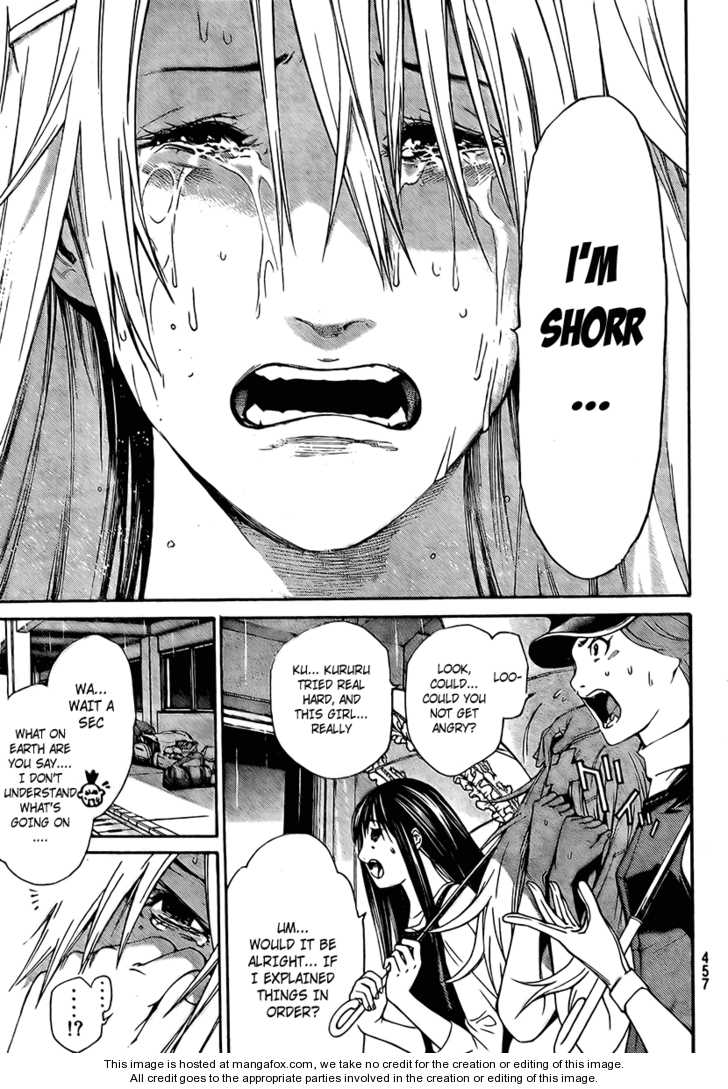 I'M
SHORR
...
LOO-
LOOK,
COULD...
COULD YOU
NOT GET
ANGRY?
KU... KURURU
TRIED REAL
HARD, AND
THIS GIRL...
REALLY
グイッ
UM...
WOULD IT BE
ALRIGHT... IF
I EXPLAINED
THINGS IN
ORDER?
WA...
WAIT A
SEC
WHAT ON
EARTH ARE
YOU SAY....
I DON'T
UNDERSTAND
WHAT'S
GOING ON
....
.....
.....
!?
457
This image is hosted at mangafox.com, we take no credit for the creation or editing of this image.
All credit goes to the appropriate parties involved in the creation or editing of this image.